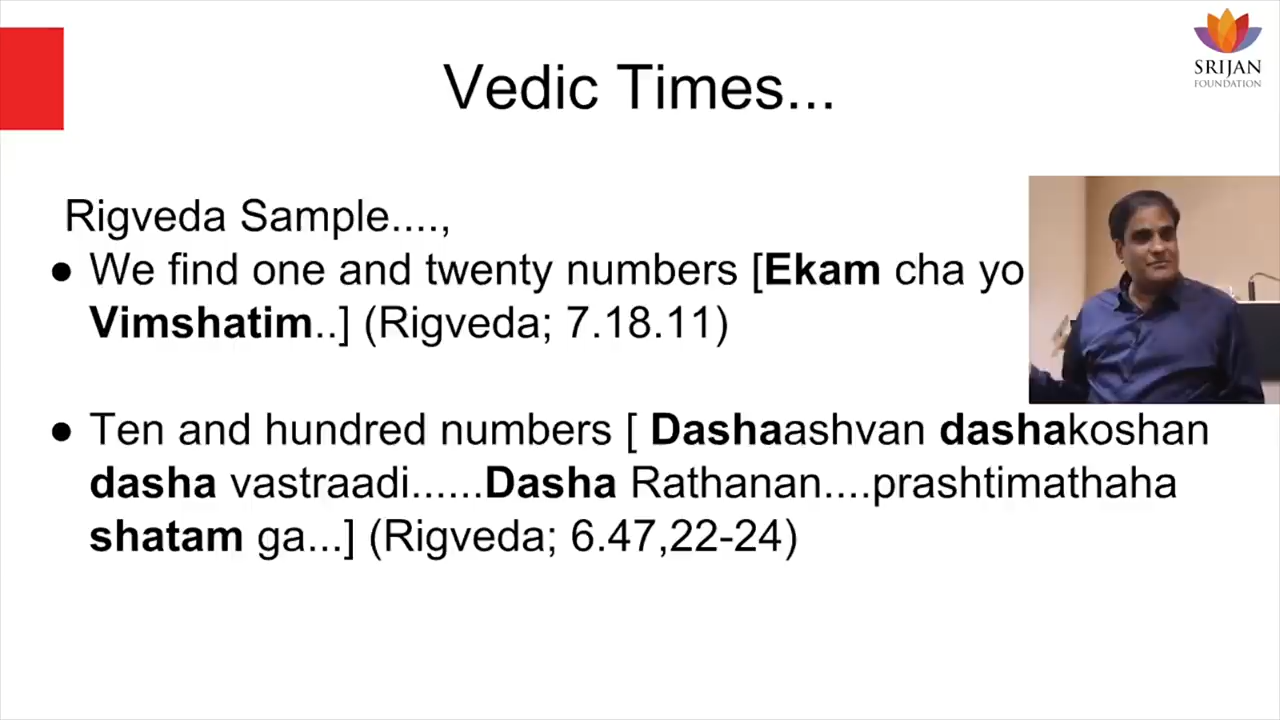 SRIJAN
FOUNDATION
Vedic Times...
Rigveda Sample....,
● We find one and twenty numbers [Ekam cha yo
Vimshatim..] (Rigveda; 7.18.11)
● Ten and hundred numbers [ Dashaashvan dashakoshan
dasha vastraadi......Dasha Rathanan....prashtimathaha
shatam ga...] (Rigveda; 6.47,22-24)